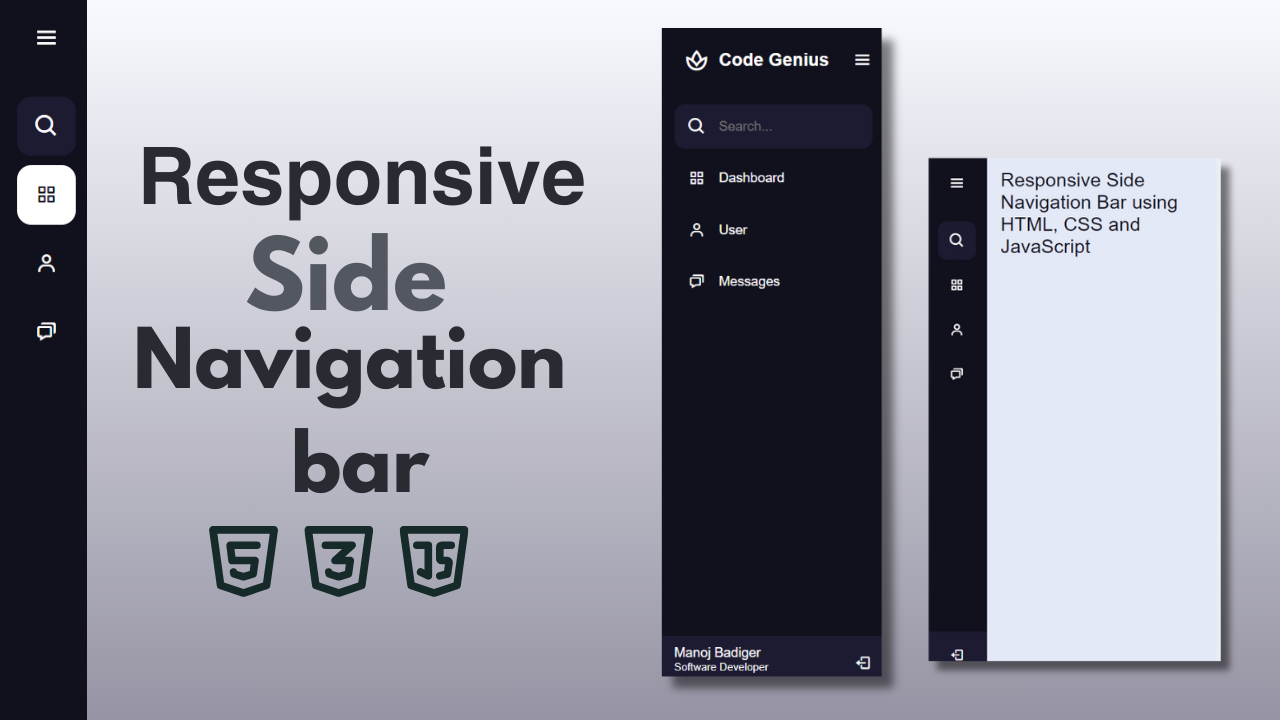 Responsive
Side
Navigation
bar
5 3 JS
Code Genius
Search...
Dashboard
User
Messages
Manoj Badiger
Software Developer
Responsive Side
Navigation Bar using
HTML, CSS and
JavaScript